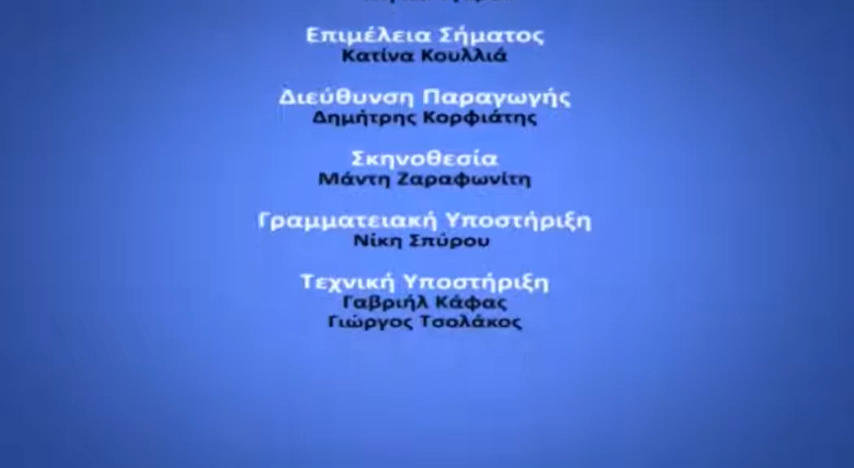 Επιμέλεια Σήματος
Κατίνα Κουλλιά
Διεύθυνση Παραγωγής
Δημήτρης Κορφιάτης
Σκηνοθεσία
Μάντη Ζαραφωνίτη
Γραμματειακή Υποστήριξη
Νίκη Σπύρου
Τεχνική Υποστήριξη
Γαβριήλ Κάφας
Γιώργος Τσολάκος